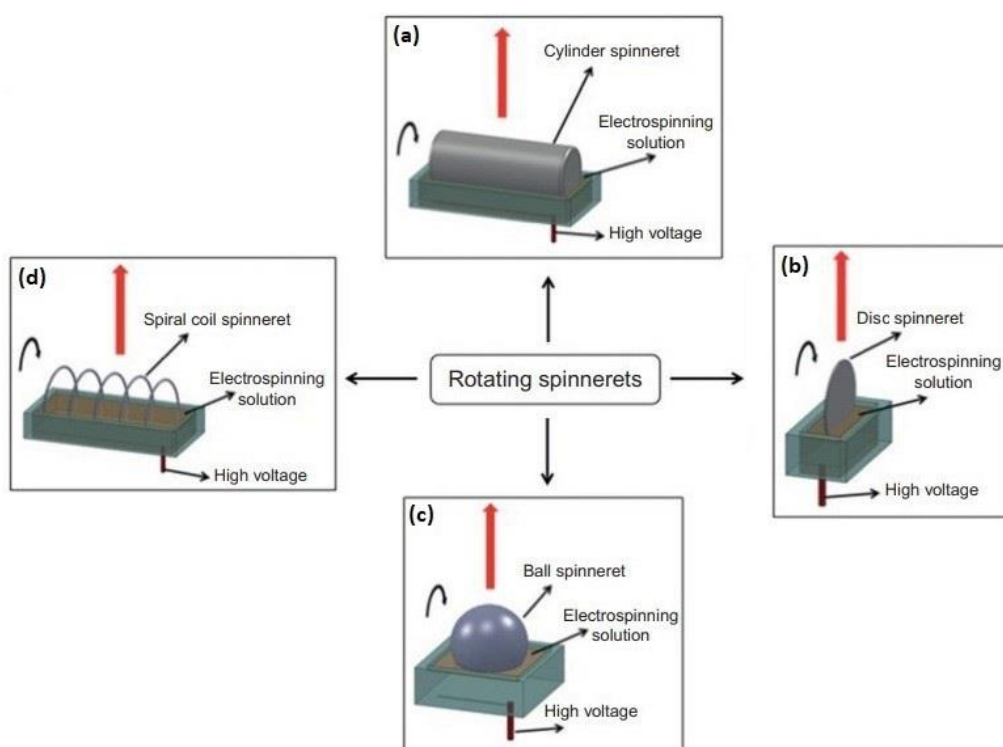 (a)
Cylinder spinneret
Electrospinning
solution
High voltage
(d)
Spiral coil spinneret
Electrospinning
solution
High voltage
Rotating spinnerets
(b)
Disc spinneret
Electrospinning
solution
High voltage
(c)
Ball spinneret
Electrospinning
solution
High voltage